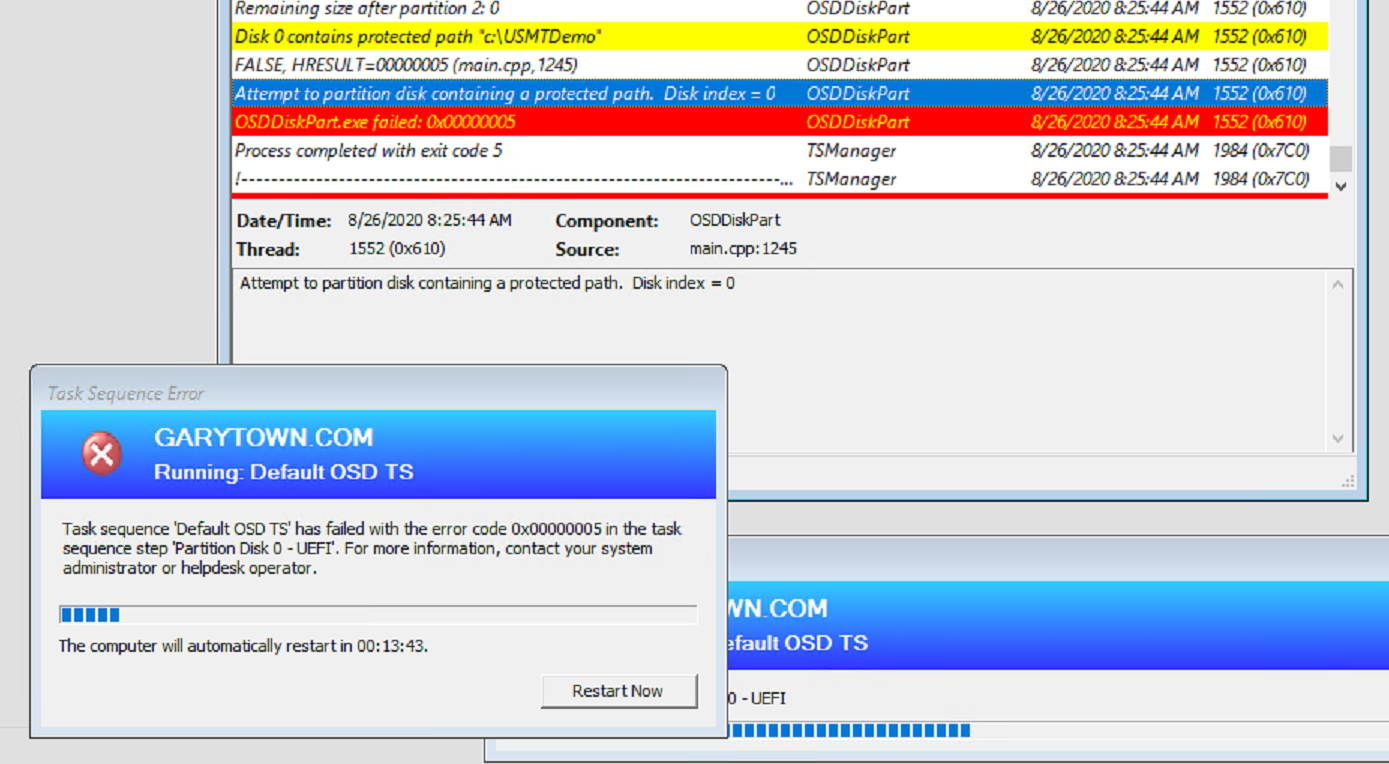 Remaining size after partition 2: 0 OSDDiskPart 8/26/2020 8:25:44 AM 1552 (0x610)
Disk 0 contains protected path "c:\USMTDemo" OSDDiskPart 8/26/2020 8:25:44 AM 1552 (0x610)
FALSE, HRESULT=00000005 (main.cpp,1245) OSDDiskPart 8/26/2020 8:25:44 AM 1552 (0x610)
Attempt to partition disk containing a protected path.  Disk index = 0 OSDDiskPart 8/26/2020 8:25:44 AM 1552 (0x610)
OSDDiskPart.exe failed: 0x00000005 OSDDiskPart 8/26/2020 8:25:44 AM 1552 (0x610)
Process completed with exit code 5 TSManager 8/26/2020 8:25:44 AM 1984 (0x7C0)
!--------------------------------------------------------------------------... TSManager 8/26/2020 8:25:44 AM 1984 (0x7C0)
Date/Time: 8/26/2020 8:25:44 AM Component: OSDDiskPart
Thread: 1552 (0x610) Source: main.cpp:1245
Attempt to partition disk containing a protected path.  Disk index = 0
Task Sequence Error
GARYTOWN.COM
Running: Default OSD TS
Task sequence 'Default OSD TS' has failed with the error code 0x00000005 in the task
sequence step 'Partition Disk 0 - UEFI'. For more information, contact your system
administrator or helpdesk operator.
The computer will automatically restart in 00:13:43.
Restart Now
WN.COM
efault OSD TS
0 - UEFI